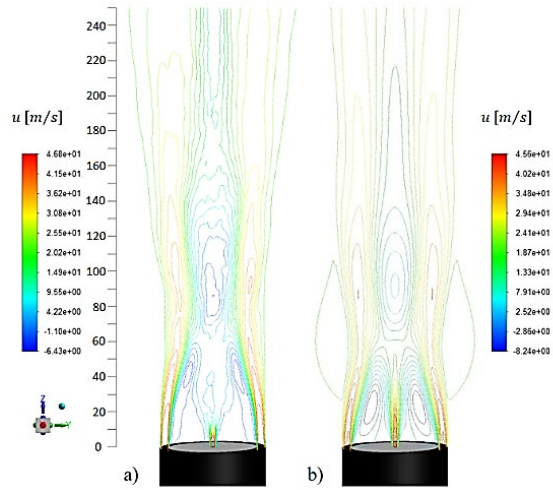 240
220
200
180
160
140
120
100
80
60
40
20
0
u [m/s]
4.68e+01
4.15e+01
3.62e+01
3.08e+01
2.55e+01
2.02e+01
1.49e+01
9.55e+00
4.22e+00
-1.10e+00
-6.43e+00
Z
Y
a)
b)
u [m/s]
4.56e+01
4.02e+01
3.48e+01
2.94e+01
2.41e+01
1.87e+01
1.33e+01
7.91e+00
2.52e+00
-2.86e+00
-8.24e+00